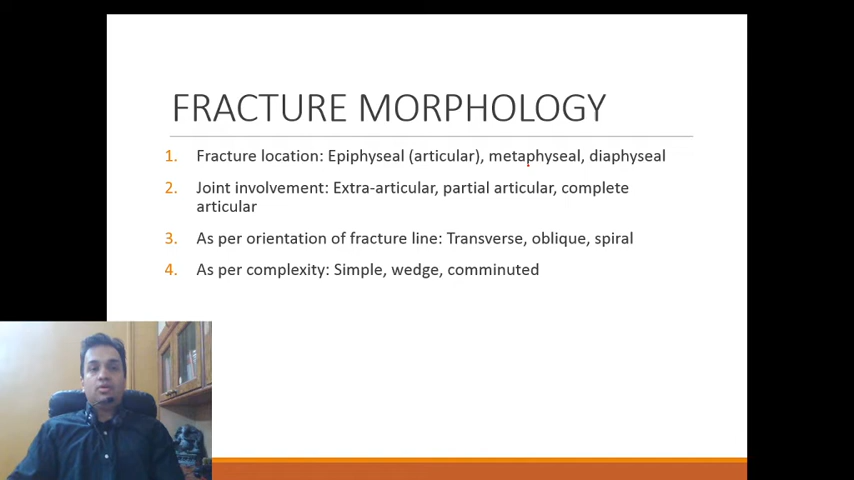 FRACTURE MORPHOLOGY
1. Fracture location: Epiphyseal (articular), metaphyseal, diaphyseal
2. Joint involvement: Extra-articular, partial articular, complete
articular
3. As per orientation of fracture line: Transverse, oblique, spiral
4. As per complexity: Simple, wedge, comminuted